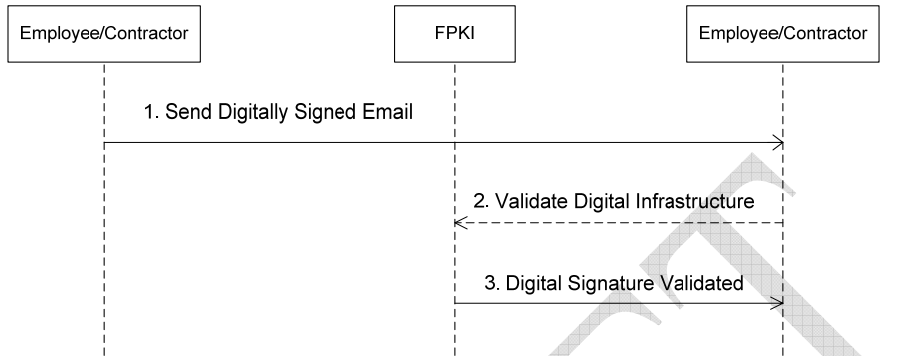 Employee/Contractor
FPKI
Employee/Contractor
1. Send Digitally Signed Email
2. Validate Digital Infrastructure
3. Digital Signature Validated